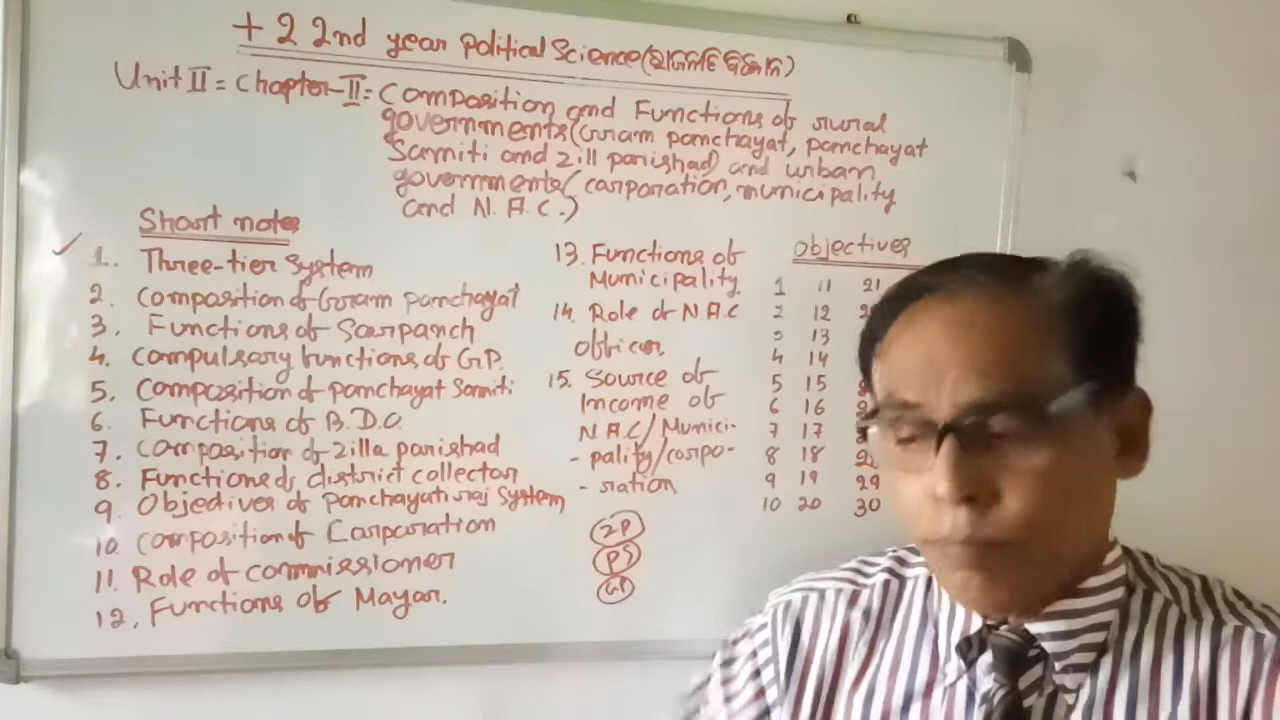 +2 2nd year Political Science (ରାଜନୀତି ବିଜ୍ଞାନ)
Unit II = Chapter-II = Composition and Functions of rural
governments (Gram panchayat, panchayat
Samiti and zill parishad) and urban
governments (corporation, municipality
and N.A.C.)
Short notes
✓ 1. Three-tier System
2. Composition of Gram panchayat
3. Functions of Sarpanch
4. Compulsary functions of G.P.
5. Composition of panchayat Samiti
6. Functions of B.D.O.
7. Composition of zilla parishad
8. Functioned of district collector
9. Objectives of Panchayati raj System
10. Composition of Corporation
11. Role of commissioner
12. Functions of Mayar.
13. Functions of
Municipality
14. Role of N.A.C
Officer
15. Source of
Income of
N.A.C/Munici-
- pality/corpo-
- ration
ZP
PS
GP
Objectives
1 11 21
2 12
3 13
4 14
5 15
6 16
7 17
8 18
9 19 29
10 20 30